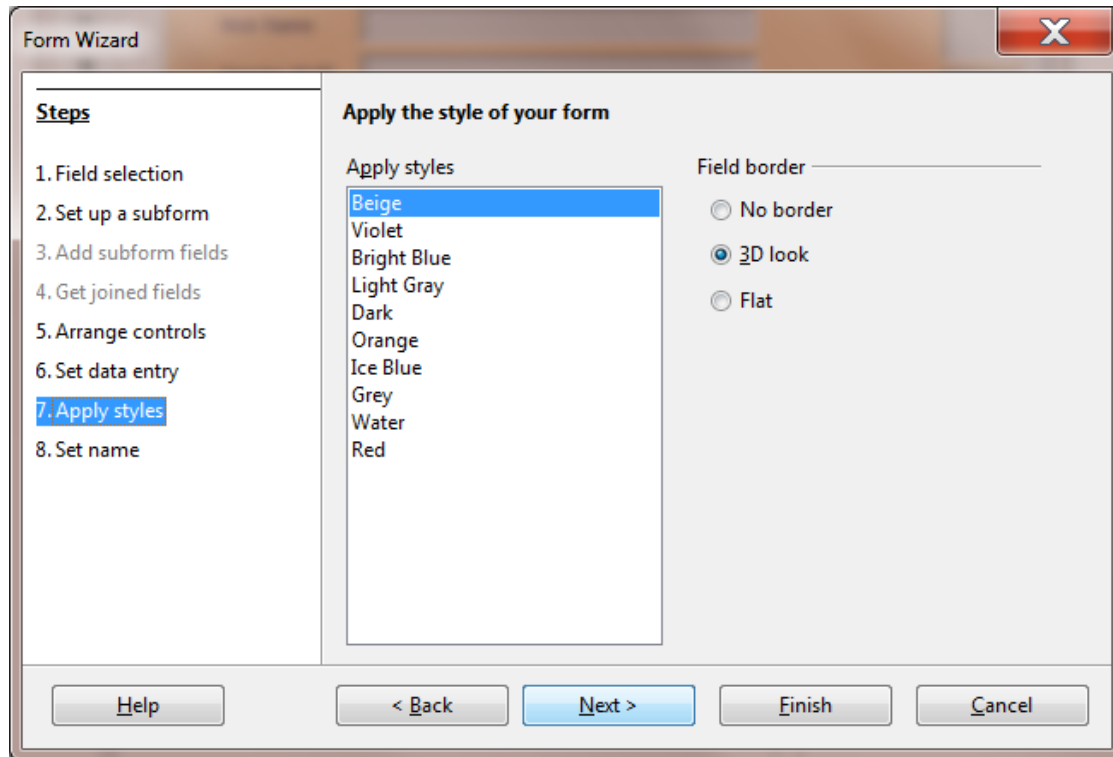 Form Wizard
Steps
1. Field selection
2. Set up a subform
3. Add subform fields
4. Get joined fields
5. Arrange controls
6. Set data entry
7. Apply styles
8. Set name
Apply the style of your form
Apply styles
Beige
Violet
Bright Blue
Light Gray
Dark
Orange
Ice Blue
Grey
Water
Red
Field border
No border
3D look
Flat
Help
< Back
Next >
Finish
Cancel